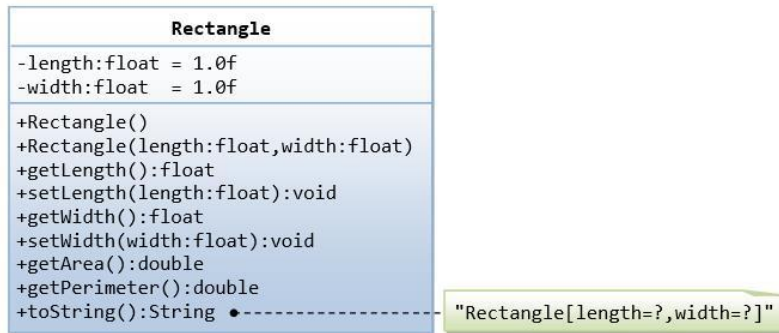 Rectangle
-length:float = 1.0f
-width:float  = 1.0f
+Rectangle()
+Rectangle(length:float,width:float)
+getLength():float
+setLength(length:float):void
+getWidth():float
+setWidth(width:float):void
+getArea():double
+getPerimeter():double
+toString():String
"Rectangle[length=?,width=?]"